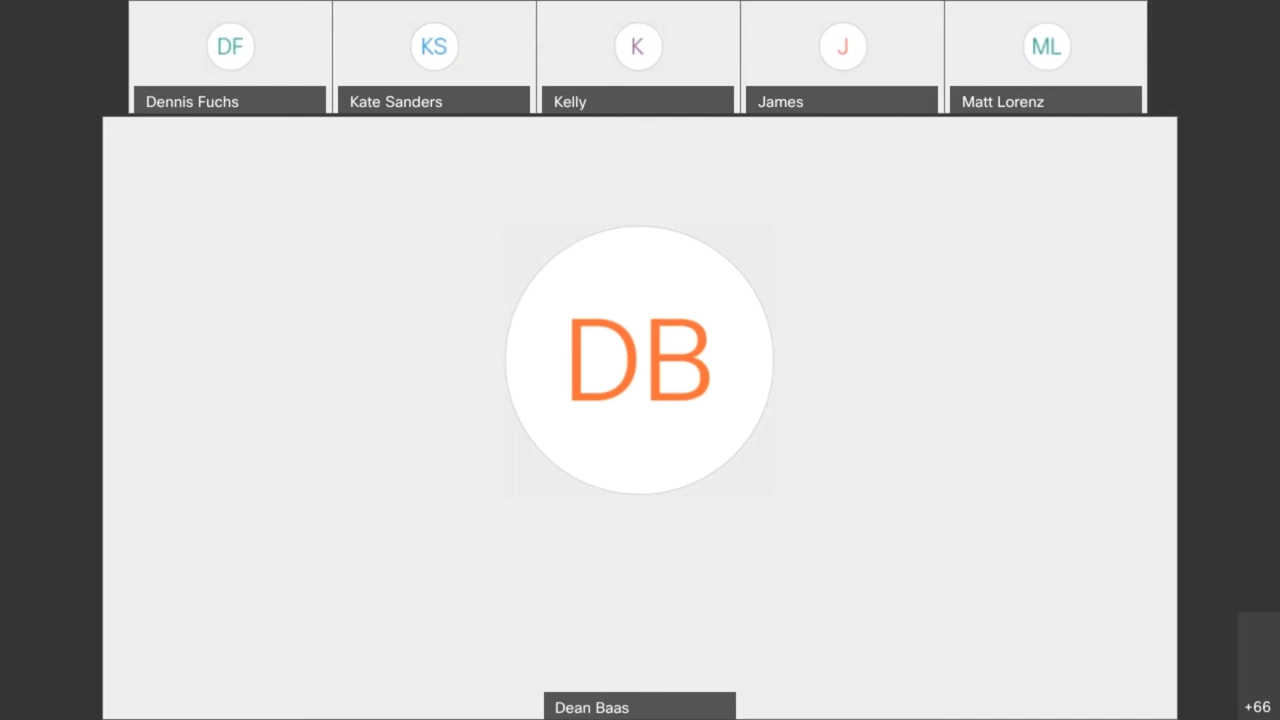 DF
KS
K
J
ML
Dennis Fuchs
Kate Sanders
Kelly
James
Matt Lorenz
DB
Dean Baas
+66